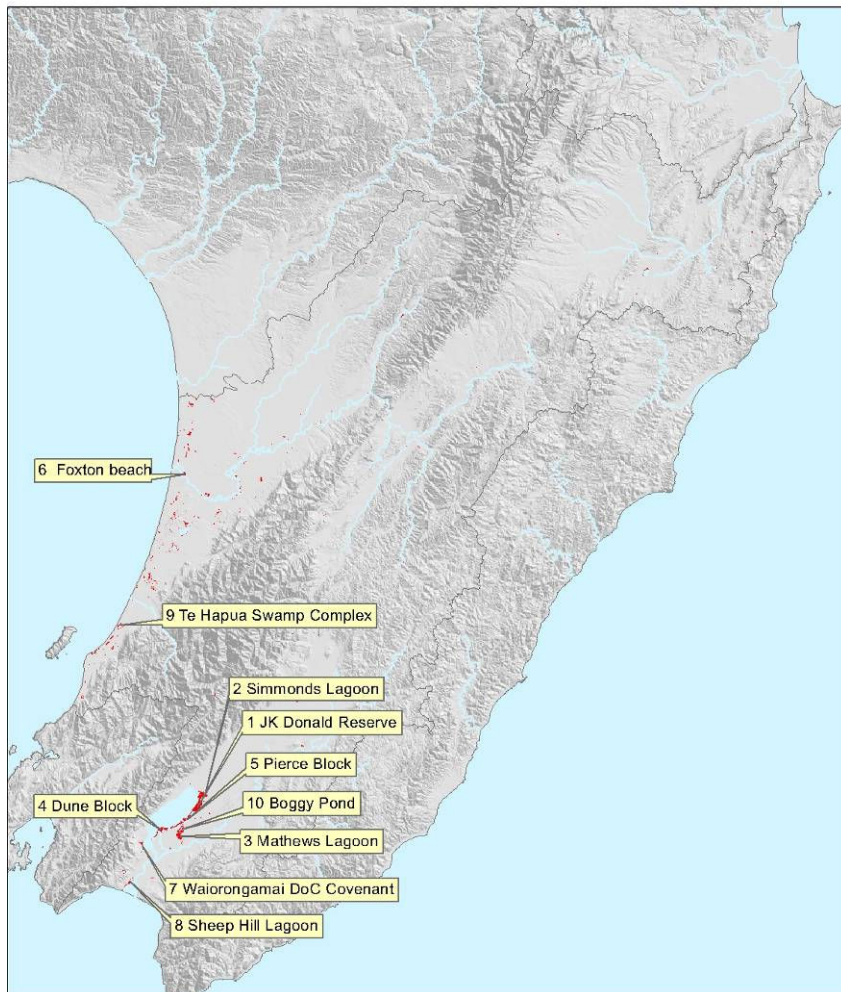 6  Foxton beach
9 Te Hapua Swamp Complex
2 Simmonds Lagoon
1 JK Donald Reserve
5 Pierce Block
4 Dune Block
10 Boggy Pond
3 Mathews Lagoon
7 Waiorongamai DoC Covenant
8 Sheep Hill Lagoon